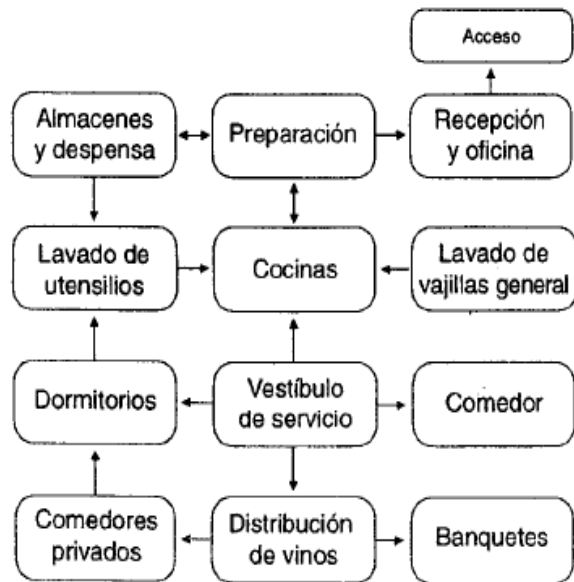 Acceso
Almacenes
y despensa
Preparación
Recepción
y oficina
Lavado de
utensilios
Cocinas
Lavado de
vajillas general
Dormitorios
Vestíbulo
de servicio
Comedor
Comedores
privados
Distribución
de vinos
Banquetes